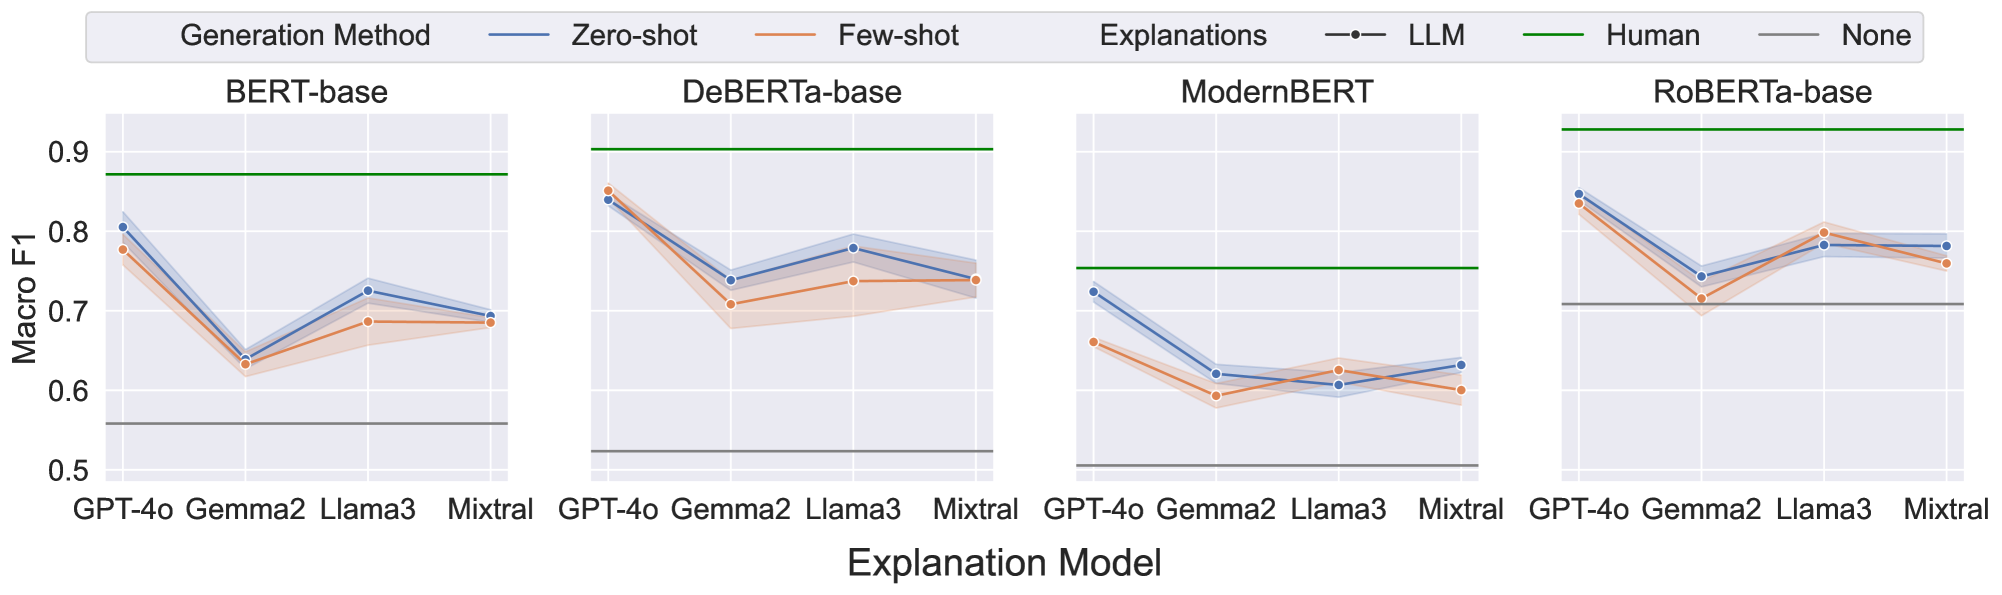 Generation Method Zero-shot Few-shot Explanations LLM Human None
BERT-base DeBERTa-base ModernBERT RoBERTa-base
Macro F1
0.9
0.8
0.7
0.6
0.5
GPT-4o Gemma2 Llama3 Mixtral GPT-4o Gemma2 Llama3 Mixtral GPT-4o Gemma2 Llama3 Mixtral GPT-4o Gemma2 Llama3 Mixtral
Explanation Model